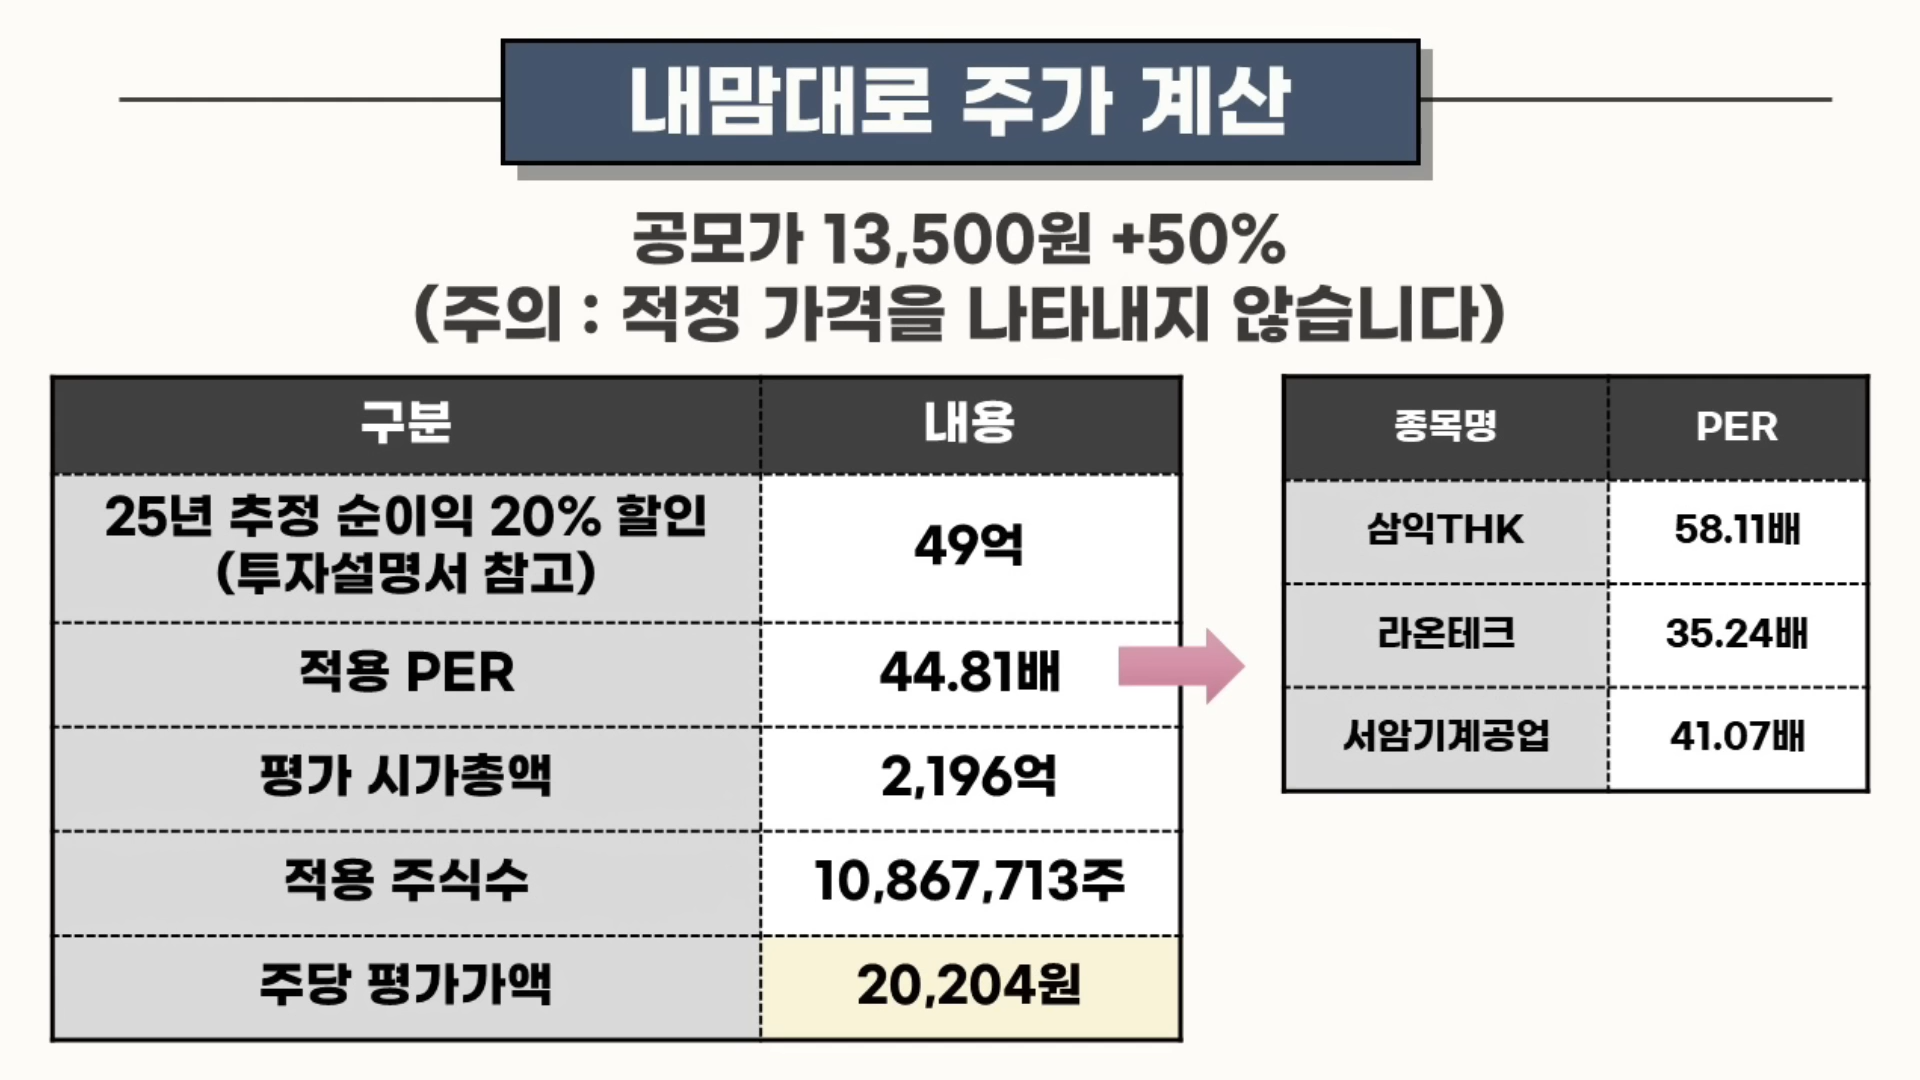 내맘대로 주가 계산
공모가 13,500원 +50%
(주의 : 적정 가격을 나타내지 않습니다)
구분 내용
25년 추정 순이익 20% 할인
(투자설명서 참고) 49억
적용 PER 44.81배
평가 시가총액 2,196억
적용 주식수 10,867,713주
주당 평가가액 20,204원
종목명 PER
삼익THK 58.11배
라온테크 35.24배
서암기계공업 41.07배